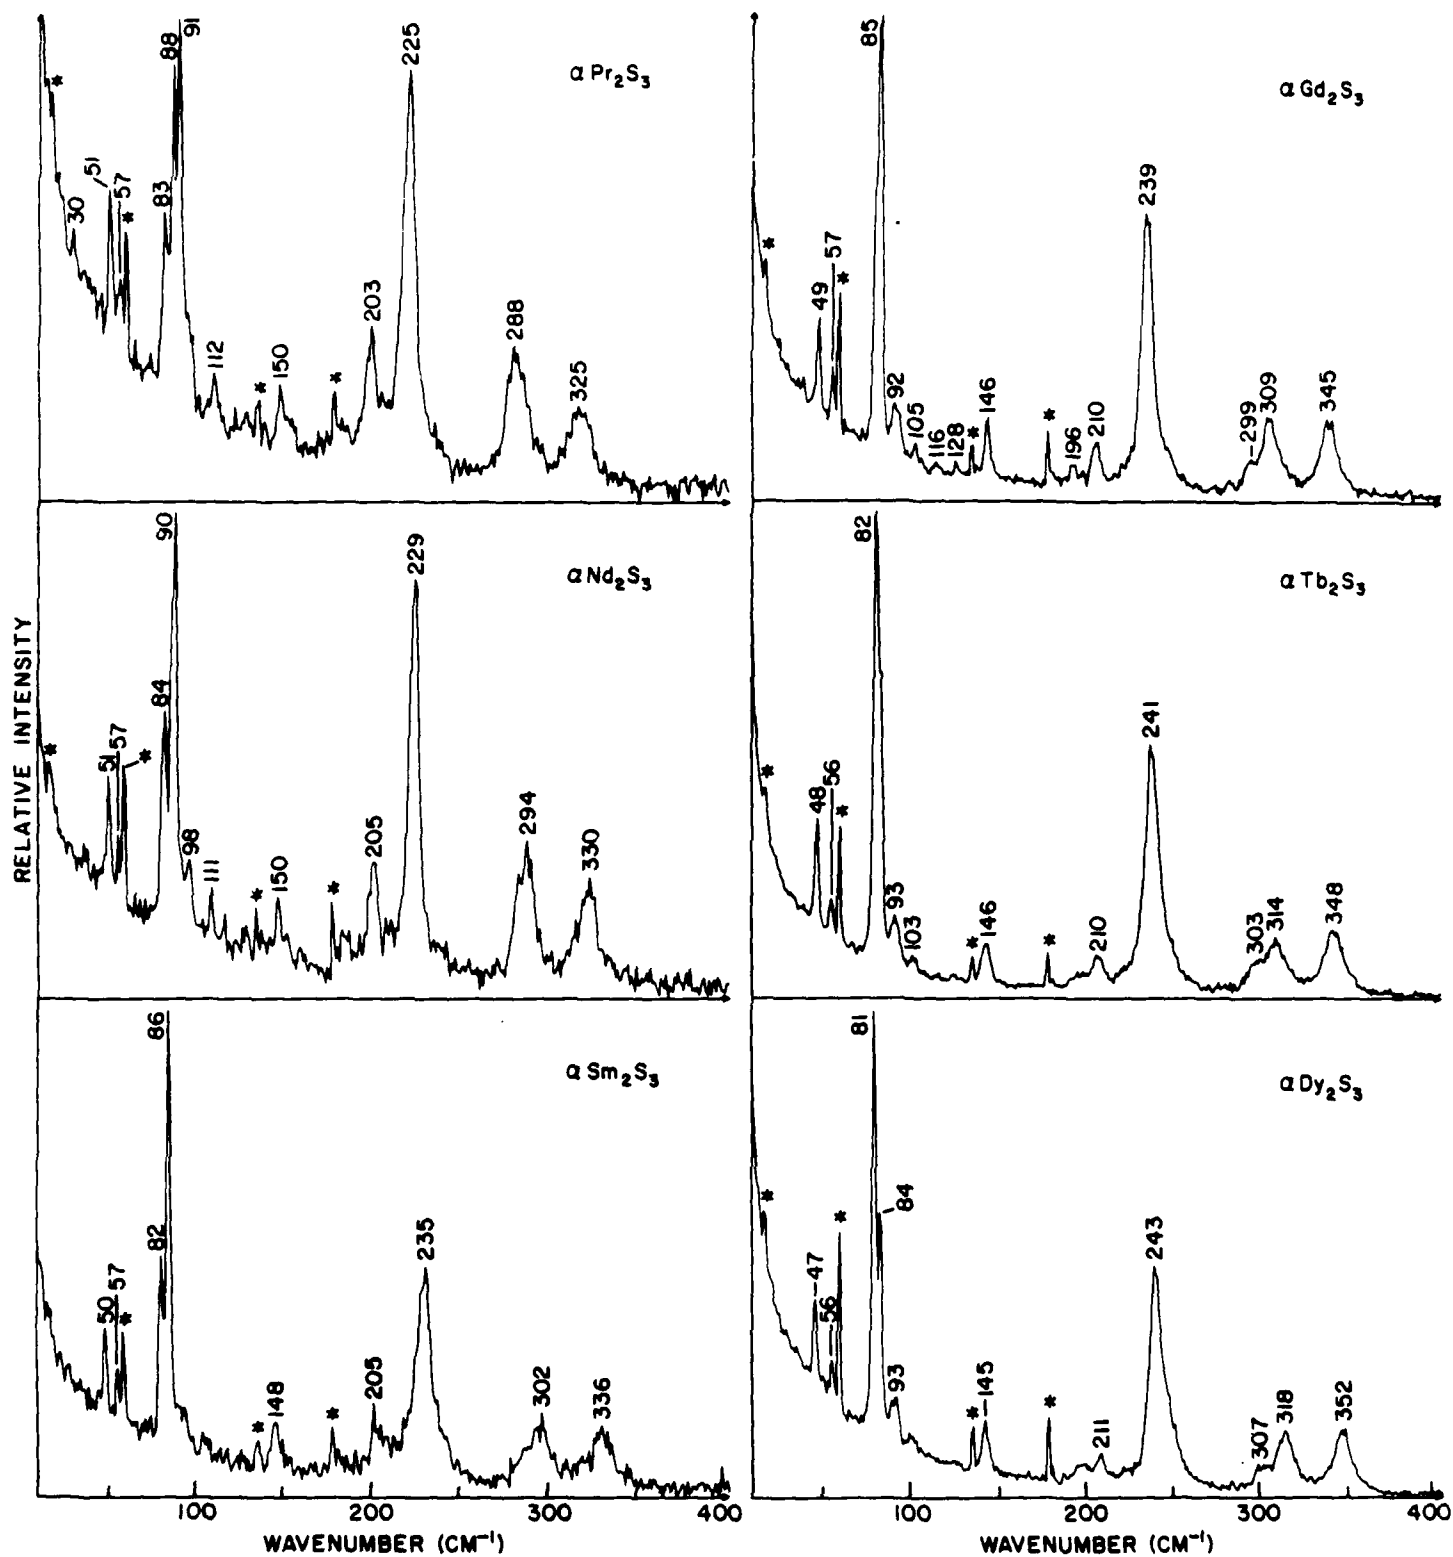 RELATIVE INTENSITY
α Pr₂S₃
* 30 51 57 * 83 88 91 112 * 150 * 203 225 288 325
α Gd₂S₃
* 49 57 * 85 92 105 116 128 * 146 * 196 210 239 299 309 345
α Nd₂S₃
* 51 57 * 84 90 98 111 * 150 * 205 229 294 330
α Tb₂S₃
* 48 56 * 82 93 103 * 146 * 210 241 303 314 348
α Sm₂S₃
50 57 * 82 86 * 148 * 205 235 302 336
α Dy₂S₃
* 47 56 * 81 84 93 * 145 * 211 243 307 318 352
100 200 300 400
100 200 300 400
WAVENUMBER (CM⁻¹)
WAVENUMBER (CM⁻¹)